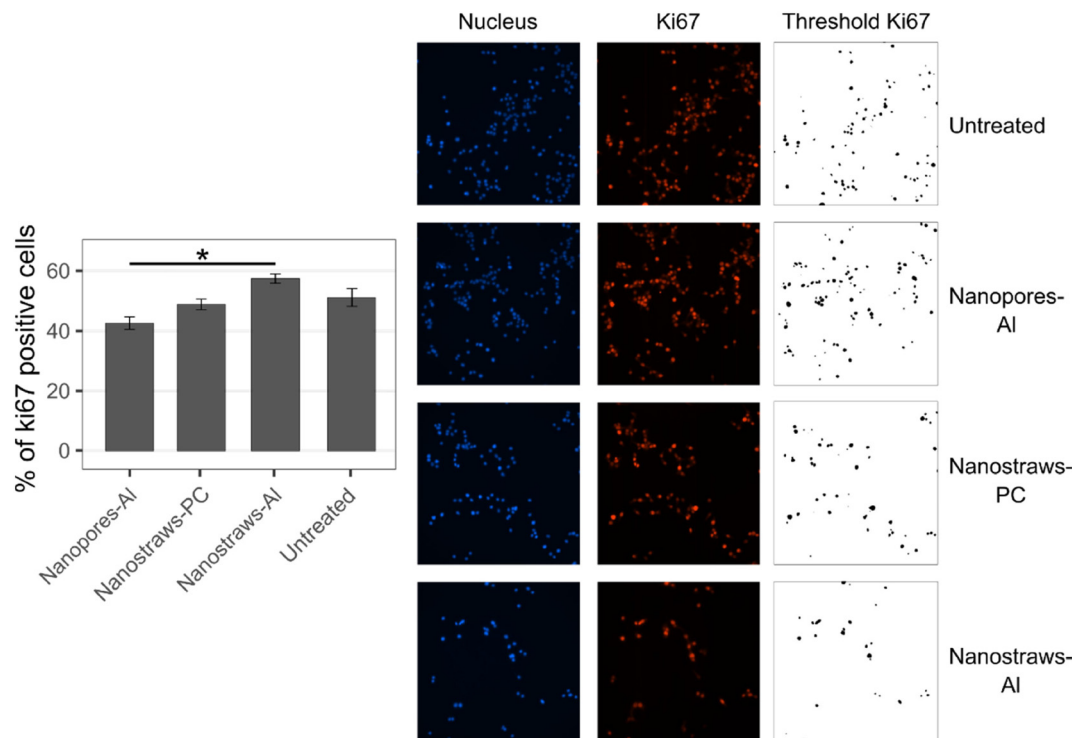 Nucleus
Ki67
Threshold Ki67
Untreated
Nanopores-
Al
Nanostraws-
PC
Nanostraws-
Al
% of ki67 positive cells
60
40
20
0
*
Nanopores-Al
Nanostraws-PC
Nanostraws-Al
Untreated